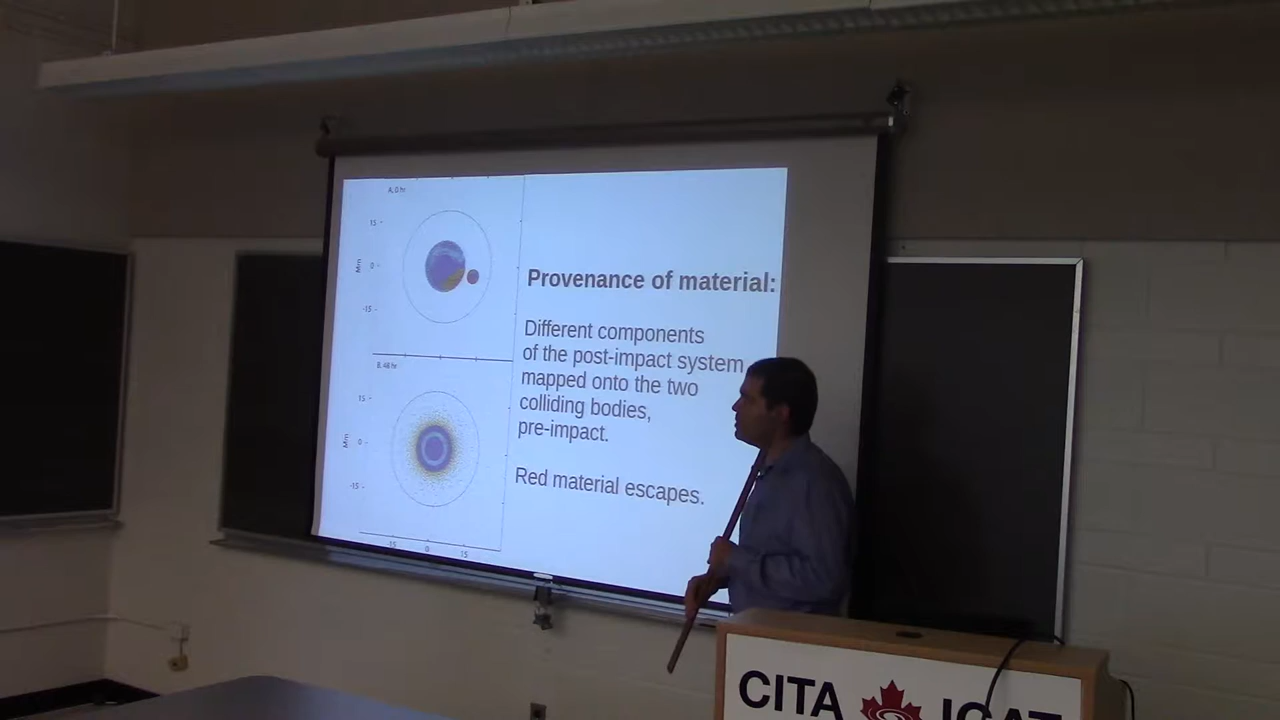 A, 0 hr
15
Mm
0
-15
Provenance of material:
Different components
of the post-impact system
mapped onto the two
colliding bodies,
pre-impact.
Red material escapes.
B, 48 hr
15
Mm
0
-15
-15 0 15
CITA ICAT